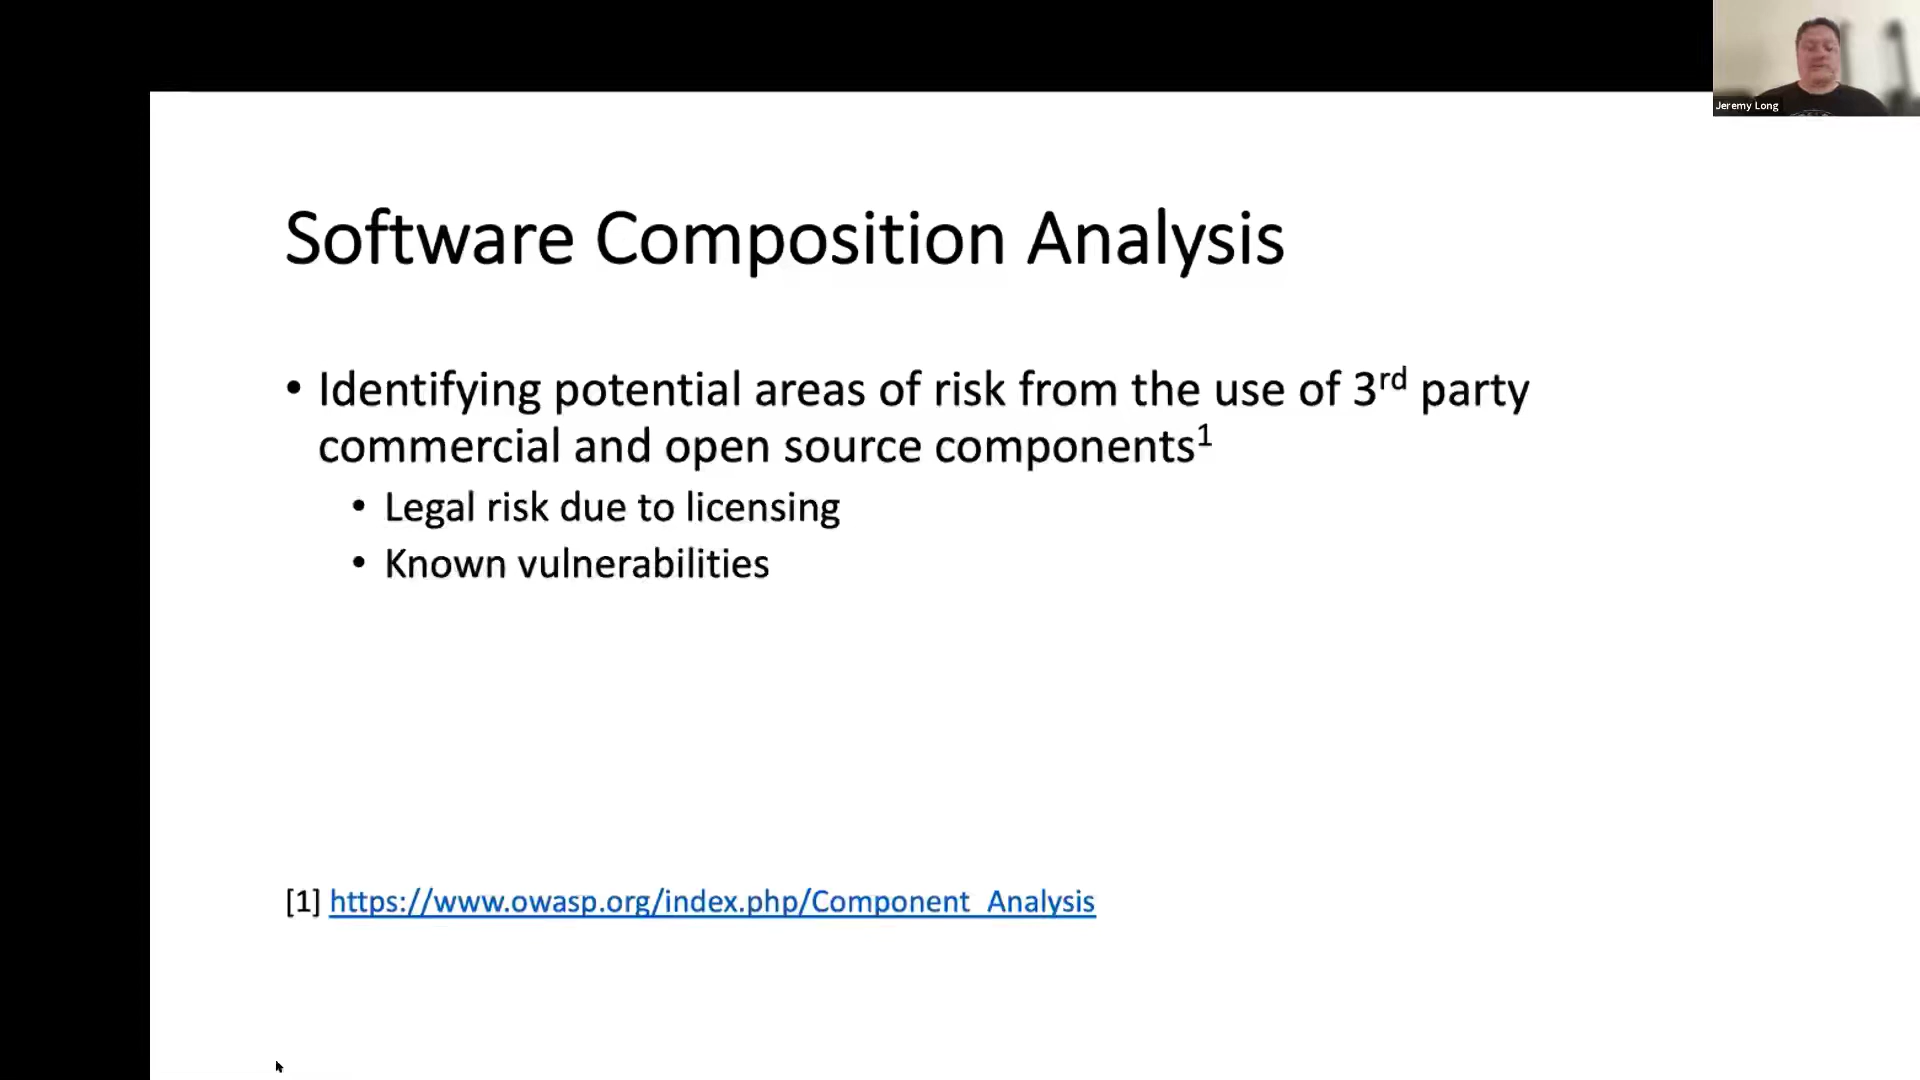 Jeremy Long
Software Composition Analysis
• Identifying potential areas of risk from the use of 3rd party
commercial and open source components1
• Legal risk due to licensing
• Known vulnerabilities
[1] https://www.owasp.org/index.php/Component_Analysis